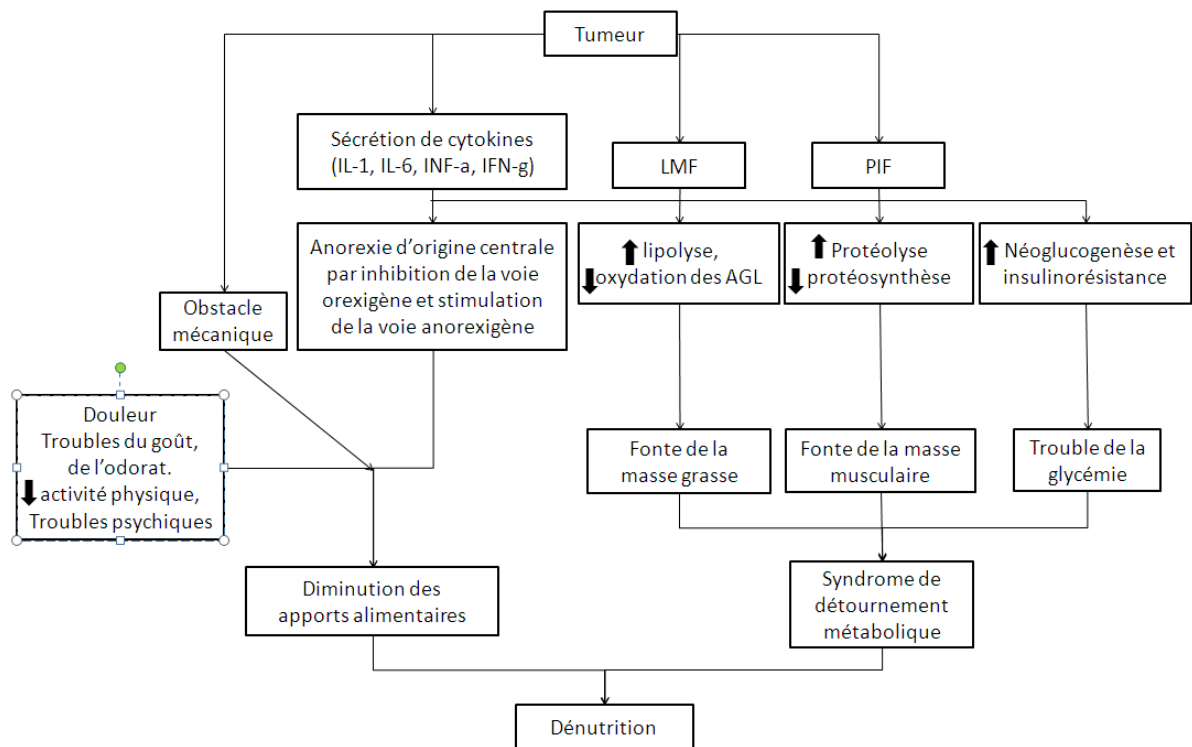 Tumeur
Sécrétion de cytokines
(IL-1, IL-6, INF-a, IFN-g)
LMF
PIF
Anorexie d'origine centrale
par inhibition de la voie
orexigène et stimulation
de la voie anorexigène
lipolyse,
oxydation des AGL
Protéolyse
protéosynthèse
Néoglucogenèse et
insulinorésistance
Obstacle
mécanique
Douleur
Troubles du goût,
de l'odorat.
activité physique,
Troubles psychiques
Fonte de la
masse grasse
Fonte de la masse
musculaire
Trouble de la
glycémie
Diminution des
apports alimentaires
Syndrome de
détournement
métabolique
Dénutrition